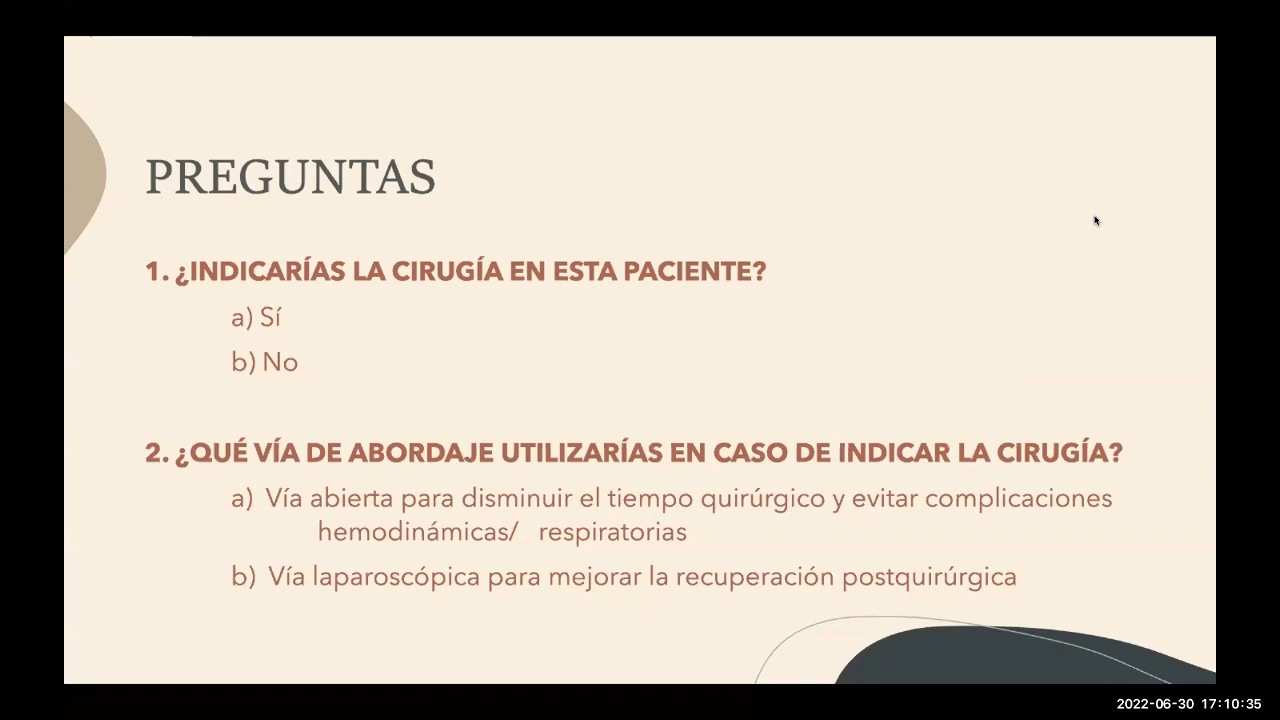 PREGUNTAS
1. ¿INDICARÍAS LA CIRUGÍA EN ESTA PACIENTE?
a) Sí
b) No
2. ¿QUÉ VÍA DE ABORDAJE UTILIZARÍAS EN CASO DE INDICAR LA CIRUGÍA?
a) Vía abierta para disminuir el tiempo quirúrgico y evitar complicaciones
hemodinámicas/ respiratorias
b) Vía laparoscópica para mejorar la recuperación postquirúrgica
2022-06-30 17:10:35